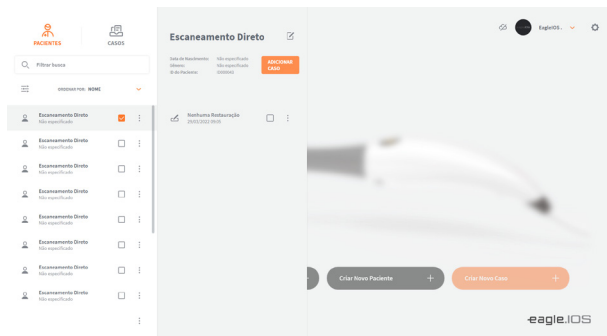 PACIENTES
CASOS
Filtrar busca
ORDENAR POR: NOME
Escaneamento Direto
Não especificado
Escaneamento Direto
Não especificado
Escaneamento Direto
Não especificado
Escaneamento Direto
Não especificado
Escaneamento Direto
Não especificado
Escaneamento Direto
Não especificado
Escaneamento Direto
Não especificado
Escaneamento Direto
Não especificado
Escaneamento Direto
Data de Nascimento: Não especificado
Gênero: Não especificado
ID do Paciente: 0000000
ADICIONAR CASO
Nenhuma Restauração
EagleIOS.
Criar Novo Paciente
Criar Novo Caso
eagle.IOS